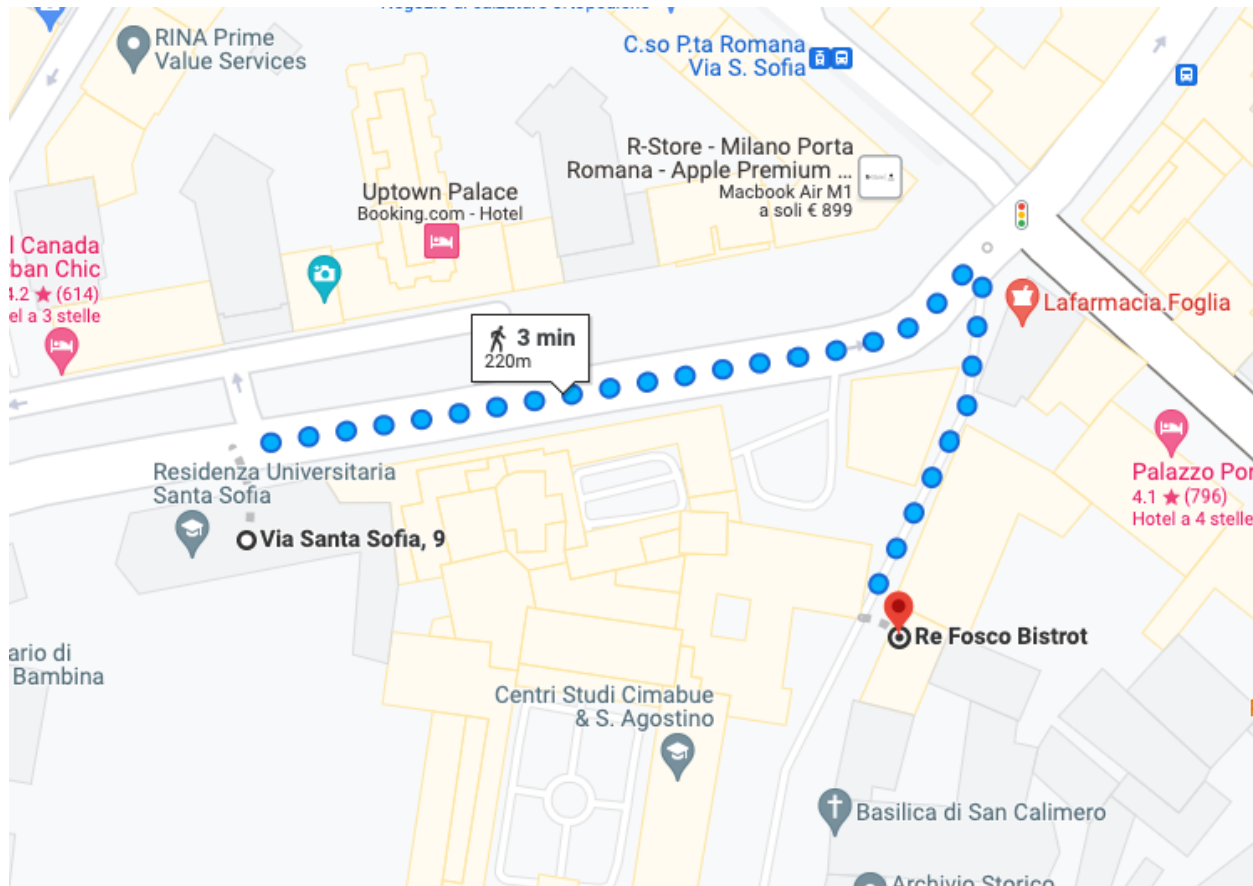 RINA Prime
Value Services
C.so P.ta Romana
Via S. Sofia
R-Store - Milano Porta
Romana - Apple Premium ...
Macbook Air M1
a soli € 899
Uptown Palace
Booking.com - Hotel
l Canada
ban Chic
4.2 ★ (614)
el a 3 stelle
Lafarmacia.Foglia
3 min
220m
Palazzo Por
4.1 ★ (796)
Hotel a 4 stelle
Residenza Universitaria
Santa Sofia
Via Santa Sofia, 9
Re Fosco Bistrot
ario di
Bambina
Centri Studi Cimabue
& S. Agostino
Basilica di San Calimero
Archivio Storico